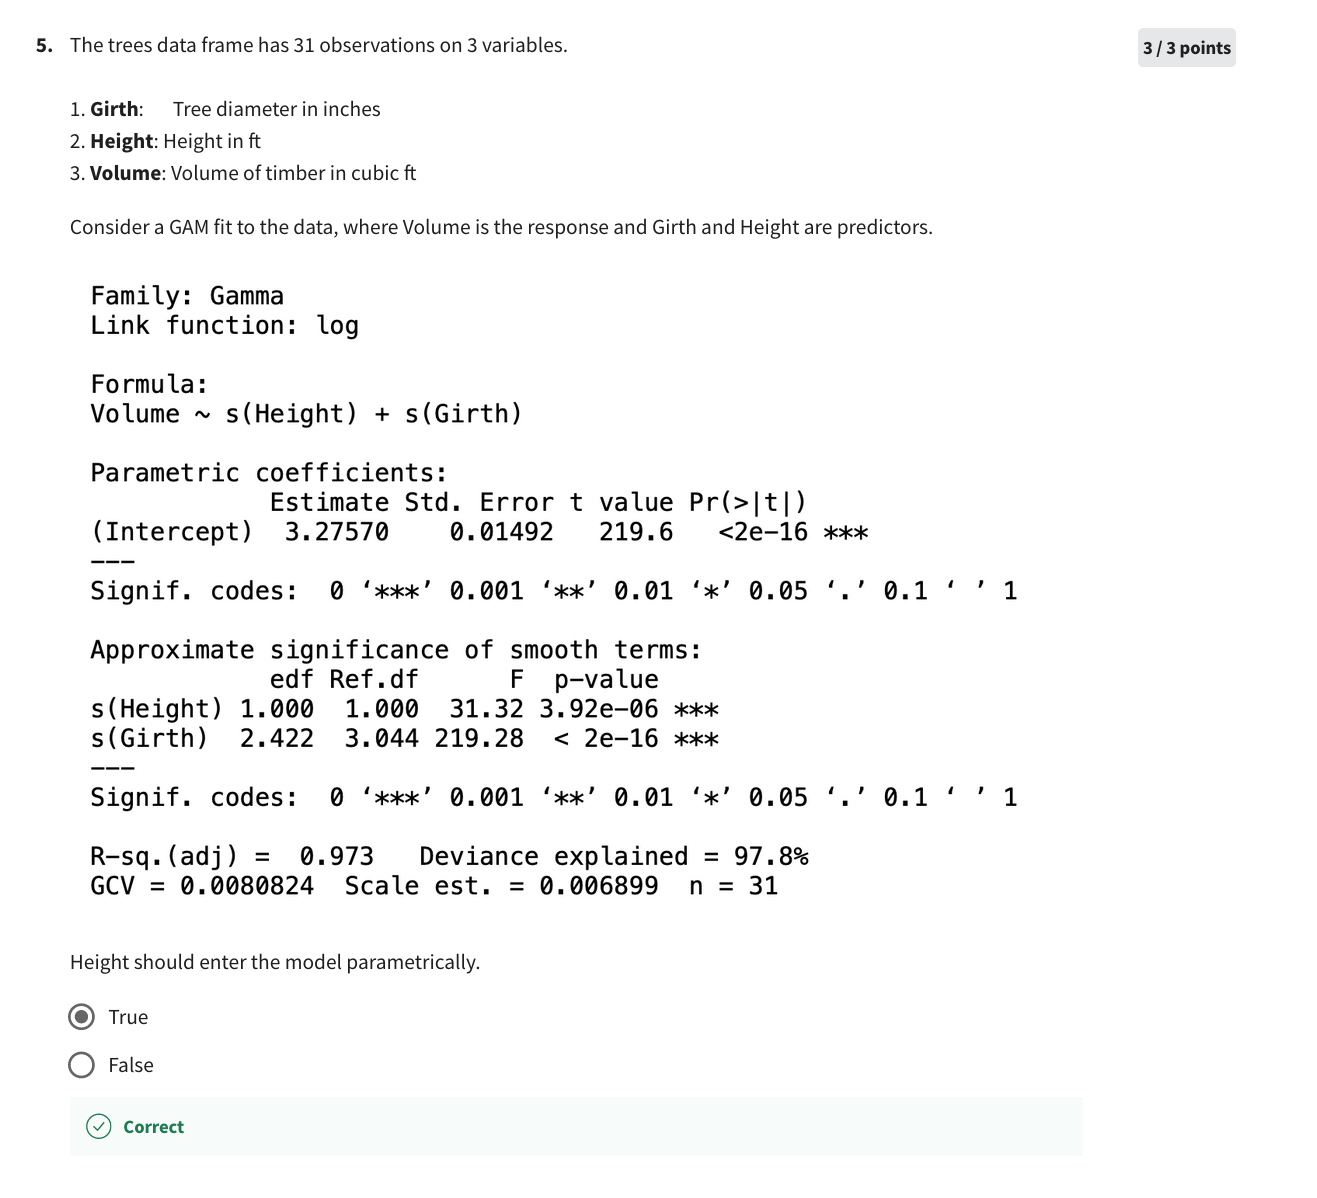 5. The trees data frame has 31 observations on 3 variables.
3 / 3 points
1. Girth: Tree diameter in inches
2. Height: Height in ft
3. Volume: Volume of timber in cubic ft
Consider a GAM fit to the data, where Volume is the response and Girth and Height are predictors.
Family: Gamma
Link function: log
Formula:
Volume ~ s(Height) + s(Girth)
Parametric coefficients:
Estimate Std. Error t value Pr(>|t|)
(Intercept) 3.27570 0.01492 219.6 <2e-16 ***
---
Signif. codes: 0 ‘***’ 0.001 ‘**’ 0.01 ‘*’ 0.05 ‘.’ 0.1 ‘ ’ 1
Approximate significance of smooth terms:
edf Ref.df F p-value
s(Height) 1.000 1.000 31.32 3.92e-06 ***
s(Girth) 2.422 3.044 219.28 < 2e-16 ***
---
Signif. codes: 0 ‘***’ 0.001 ‘**’ 0.01 ‘*’ 0.05 ‘.’ 0.1 ‘ ’ 1
R-sq.(adj) = 0.973 Deviance explained = 97.8%
GCV = 0.0080824 Scale est. = 0.006899 n = 31
Height should enter the model parametrically.
True
False
Correct